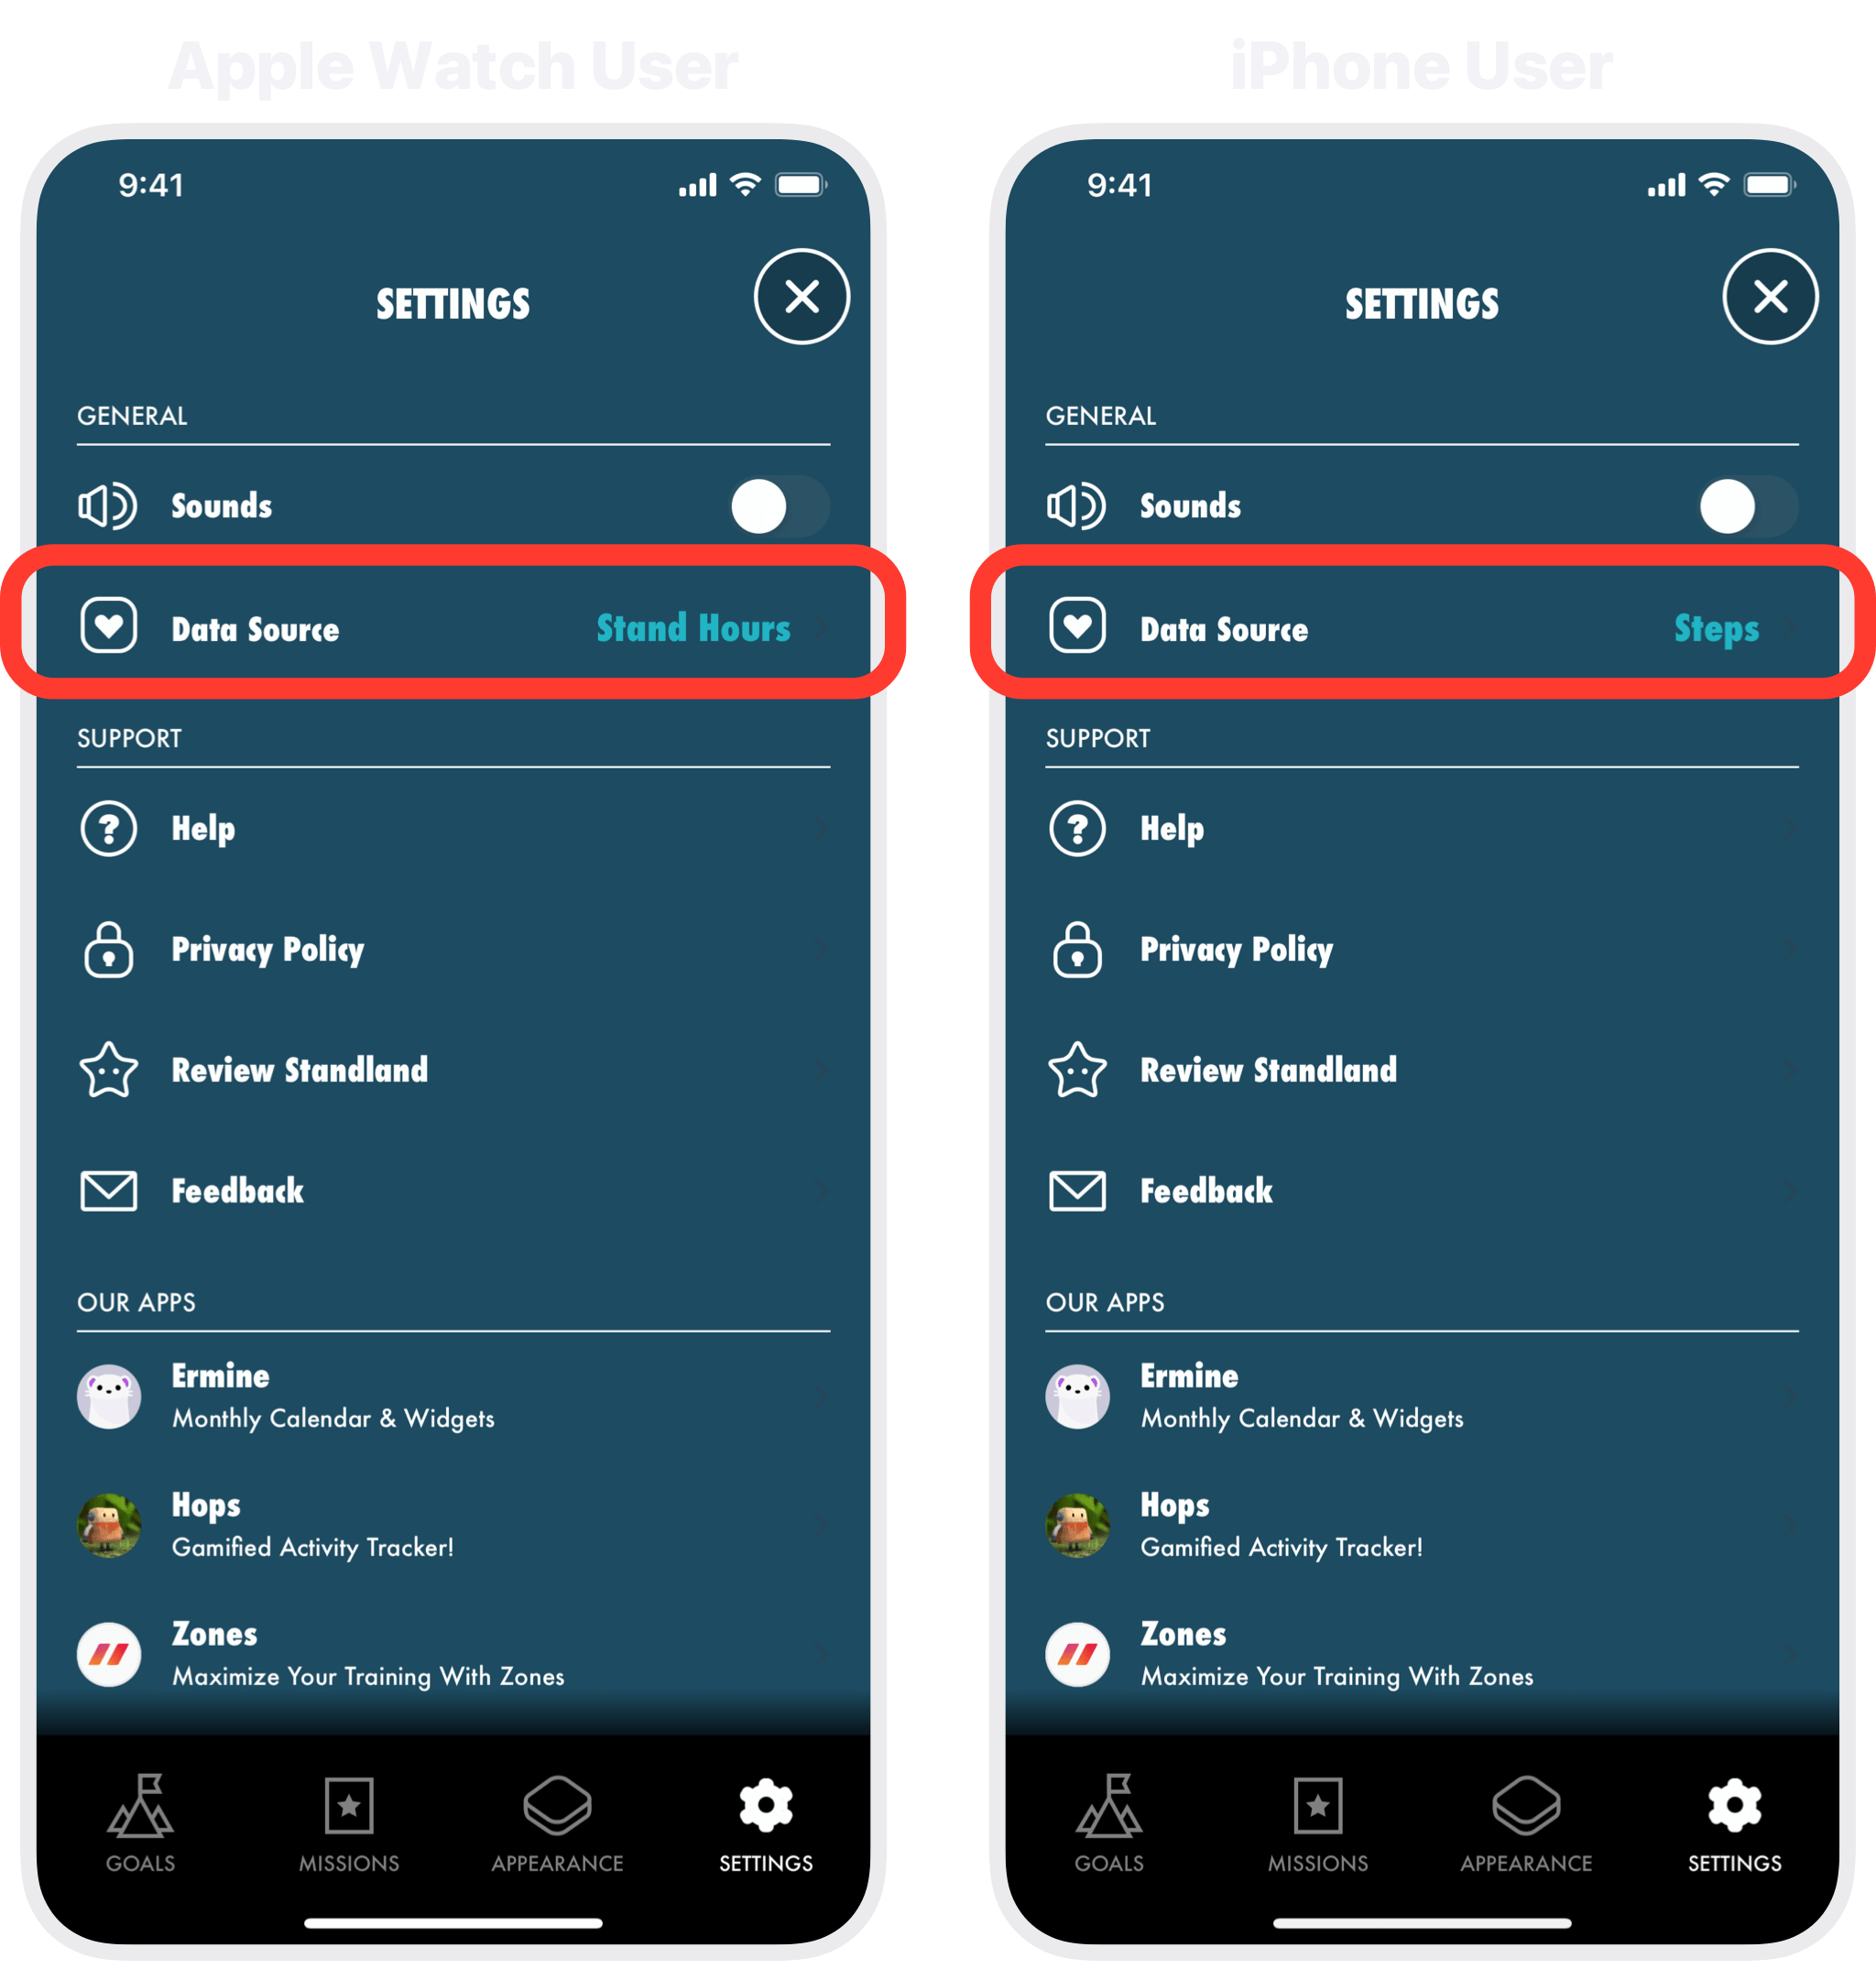 Apple Watch User
9:41
SETTINGS
GENERAL
Sounds
Data Source Stand Hours
SUPPORT
Help
Privacy Policy
Review Standland
Feedback
OUR APPS
Ermine
Monthly Calendar & Widgets
Hops
Gamified Activity Tracker!
Zones
Maximize Your Training With Zones
GOALS MISSIONS APPEARANCE SETTINGS
iPhone User
9:41
SETTINGS
GENERAL
Sounds
Data Source Steps
SUPPORT
Help
Privacy Policy
Review Standland
Feedback
OUR APPS
Ermine
Monthly Calendar & Widgets
Hops
Gamified Activity Tracker!
Zones
Maximize Your Training With Zones
GOALS MISSIONS APPEARANCE SETTINGS